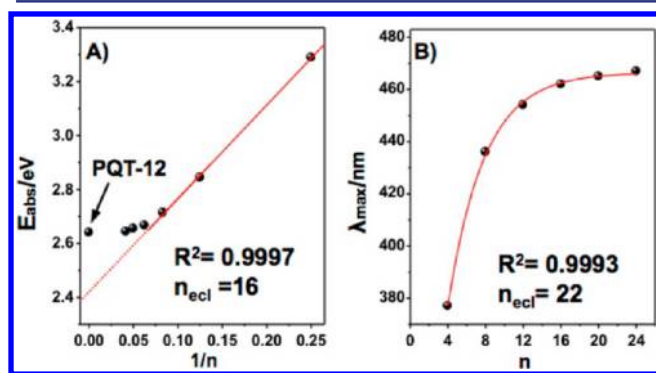 A)
E_abs/eV
3.4
3.2
3.0
2.8
2.6
2.4
PQT-12
R²= 0.9997
n_ecl =16
0.00 0.05 0.10 0.15 0.20 0.25
1/n
B)
λmax/nm
480
460
440
420
400
380
R²= 0.9993
n_ecl= 22
0 4 8 12 16 20 24
n